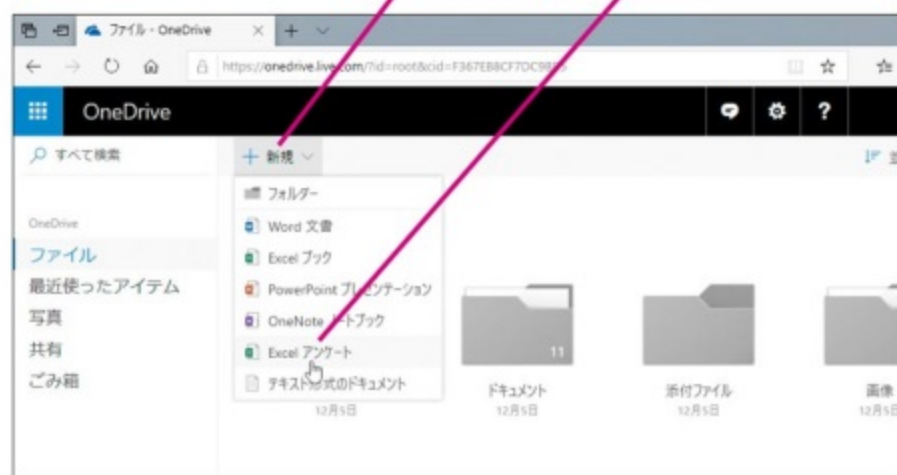 ファイル - OneDrive
https://onedrive.live.com/?id=root&cid=F367EB8CF7DC98
OneDrive
?
すべて検索
新規
フォルダー
OneDrive
Word 文書
ファイル
Excel ブック
最近使ったアイテム
PowerPoint プレゼンテーション
写真
OneNote ノートブック
共有
Excel アンケート
11
ごみ箱
テキスト形式のドキュメント
ドキュメント
添付ファイル
画像
12月5日
12月5日
12月5日
12月5日